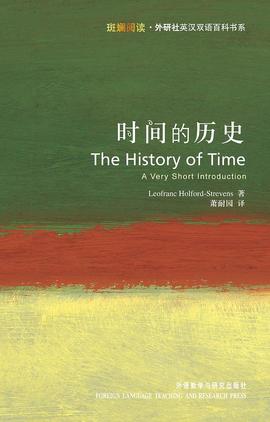 斑斓阅读·外研社英汉双语百科书系
时间的历史
The History of Time
A Very Short Introduction
Leofranc Holford-Strevens 著
萧耐园 译
外语教学与研究出版社
FOREIGN LANGUAGE TEACHING AND RESEARCH PRESS